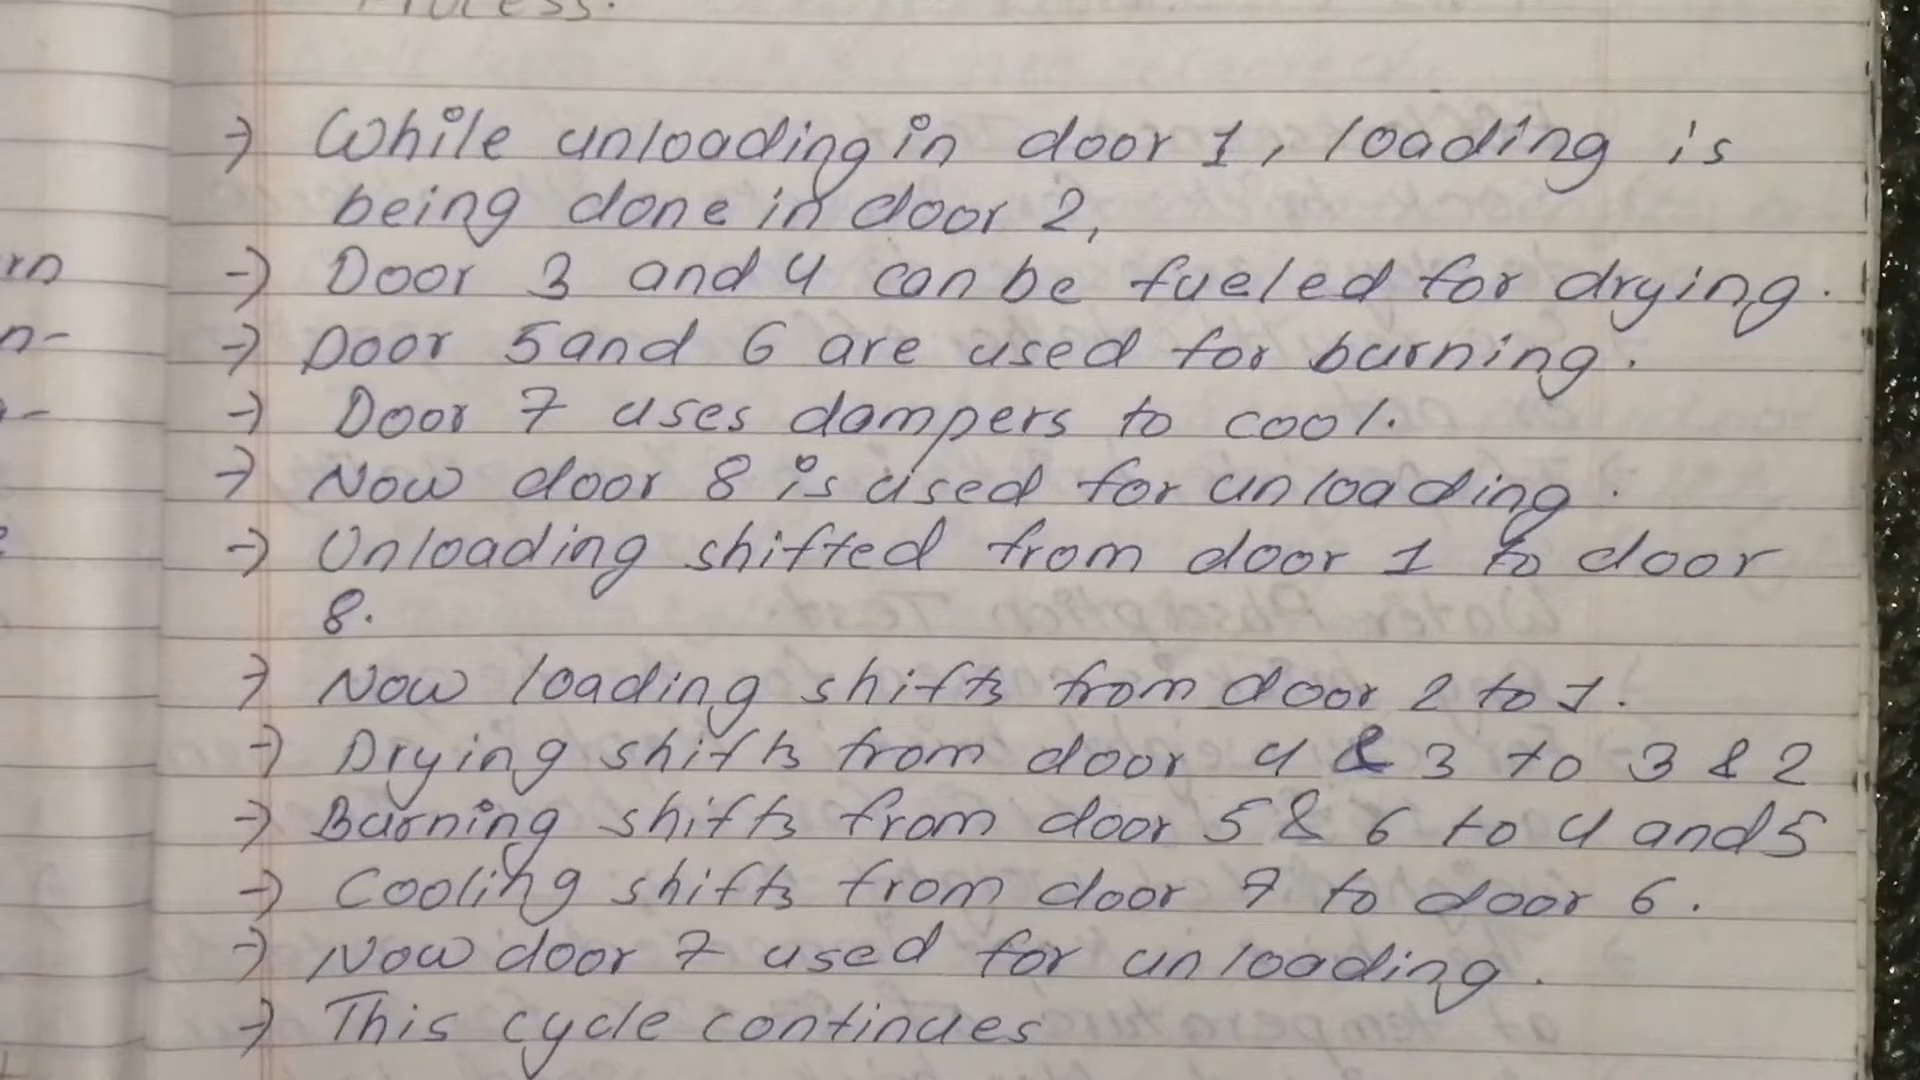 Process.
→ While unloading in door 1, loading is
being done in door 2,
→ Door 3 and 4 can be fueled for drying.
→ Door 5 and 6 are used for burning.
→ Door 7 uses dampers to cool.
→ Now door 8 is used for unloading.
→ Unloading shifted from door 1 to door
8.
→ Now loading shifts from door 2 to 1.
→ Drying shifts from door 4 & 3 to 3 & 2
→ Burning shifts from door 5 & 6 to 4 and 5
→ Cooling shifts from door 7 to door 6.
→ Now door 7 used for unloading.
→ This cycle continues